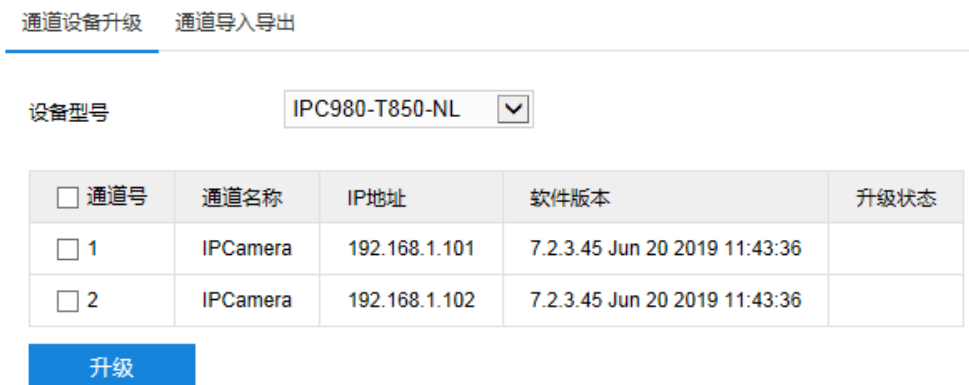 通道设备升级 通道导入导出
设备型号 IPC980-T850-NL
通道号 通道名称 IP地址 软件版本 升级状态
1 IPCamera 192.168.1.101 7.2.3.45 Jun 20 2019 11:43:36
2 IPCamera 192.168.1.102 7.2.3.45 Jun 20 2019 11:43:36
升级